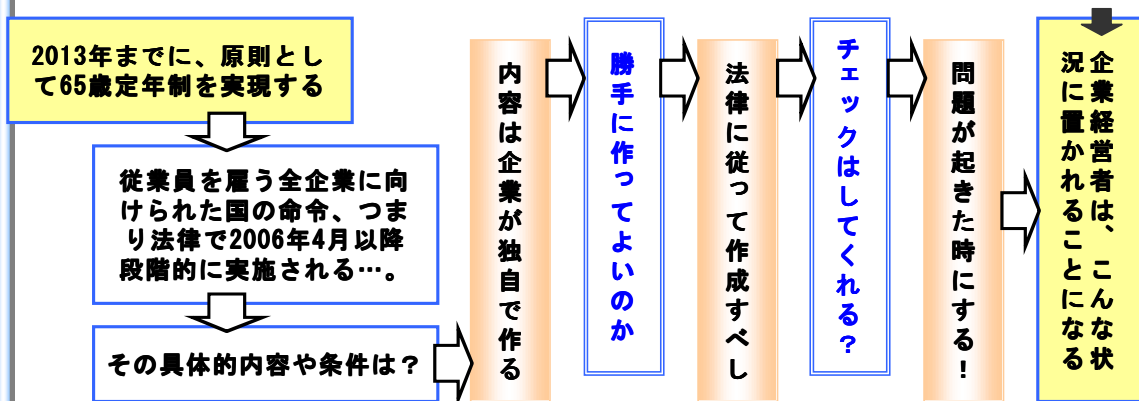 2013年までに、原則とし
て65歳定年制を実現する
従業員を雇う全企業に向
けられた国の命令、つま
り法律で2006年4月以降
段階的に実施される…。
その具体的内容や条件は？
内容は企業が独自で作る
勝手に作ってよいのか
法律に従って作成すべし
チェックはしてくれる？
問題が起きた時にする！
企業経営者は、こんな状
況に置かれることになる